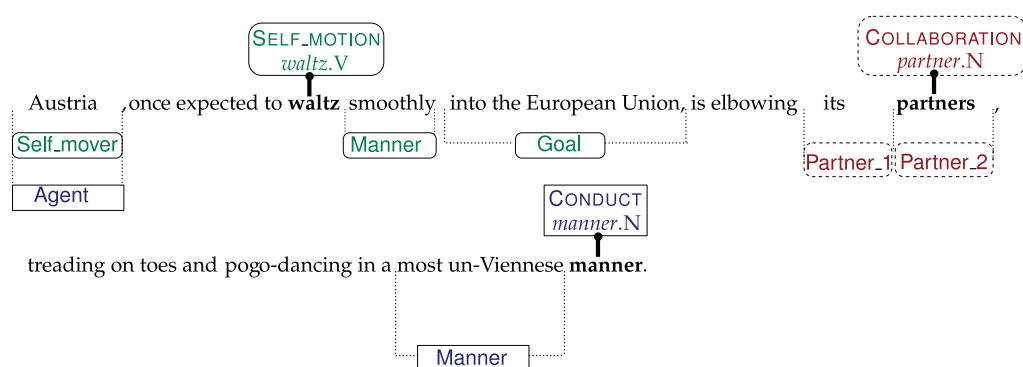 SELF_MOTION COLLABORATION
waltz.V partner.N
Austria , once expected to waltz smoothly into the European Union, is elbowing its partners ,
Self_mover Manner Goal Partner_1 Partner_2
Agent
CONDUCT
manner.N
treading on toes and pogo-dancing in a most un-Viennese manner.
Manner